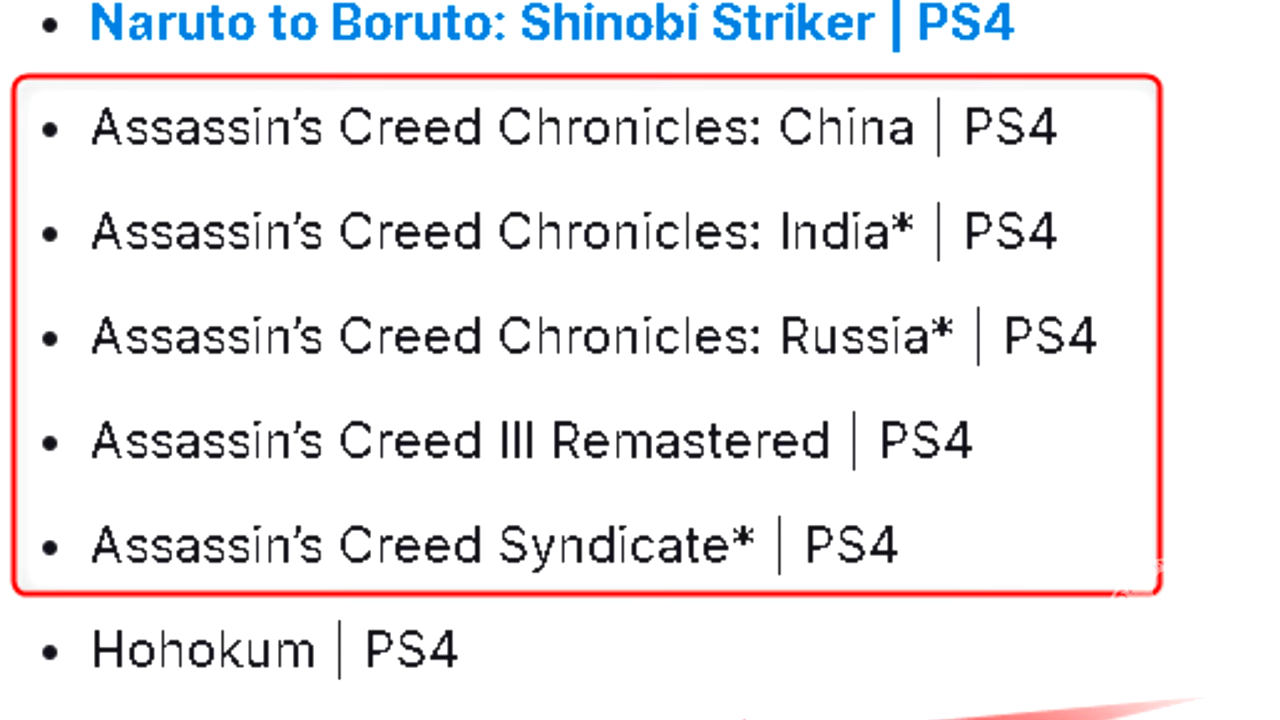 • Naruto to Boruto: Shinobi Striker | PS4
• Assassin’s Creed Chronicles: China | PS4
• Assassin’s Creed Chronicles: India* | PS4
• Assassin’s Creed Chronicles: Russia* | PS4
• Assassin’s Creed III Remastered | PS4
• Assassin’s Creed Syndicate* | PS4
• Hohokum | PS4